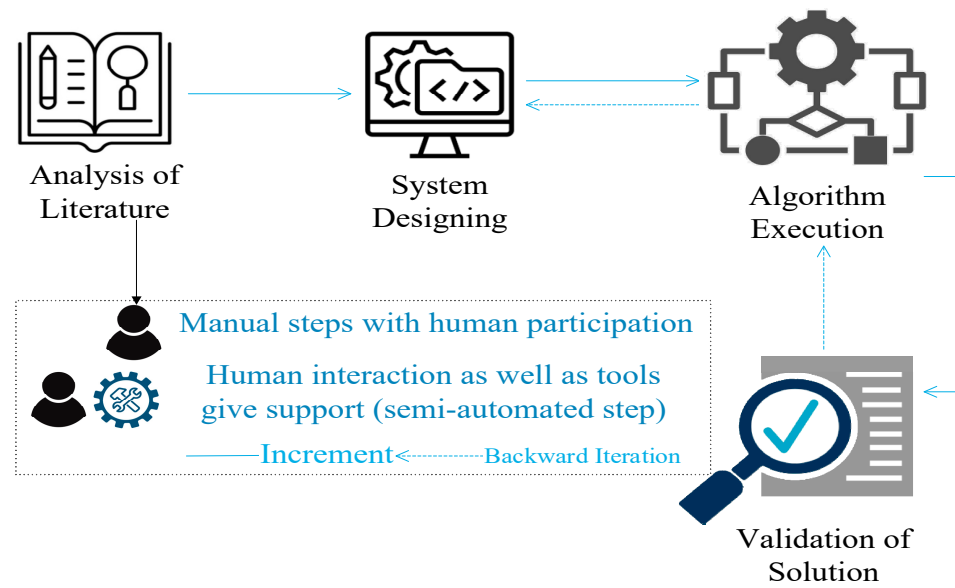 </>
Analysis of
Literature
System
Designing
Algorithm
Execution
Manual steps with human participation
Human interaction as well as tools
give support (semi-automated step)
Increment
Backward Iteration
Validation of
Solution